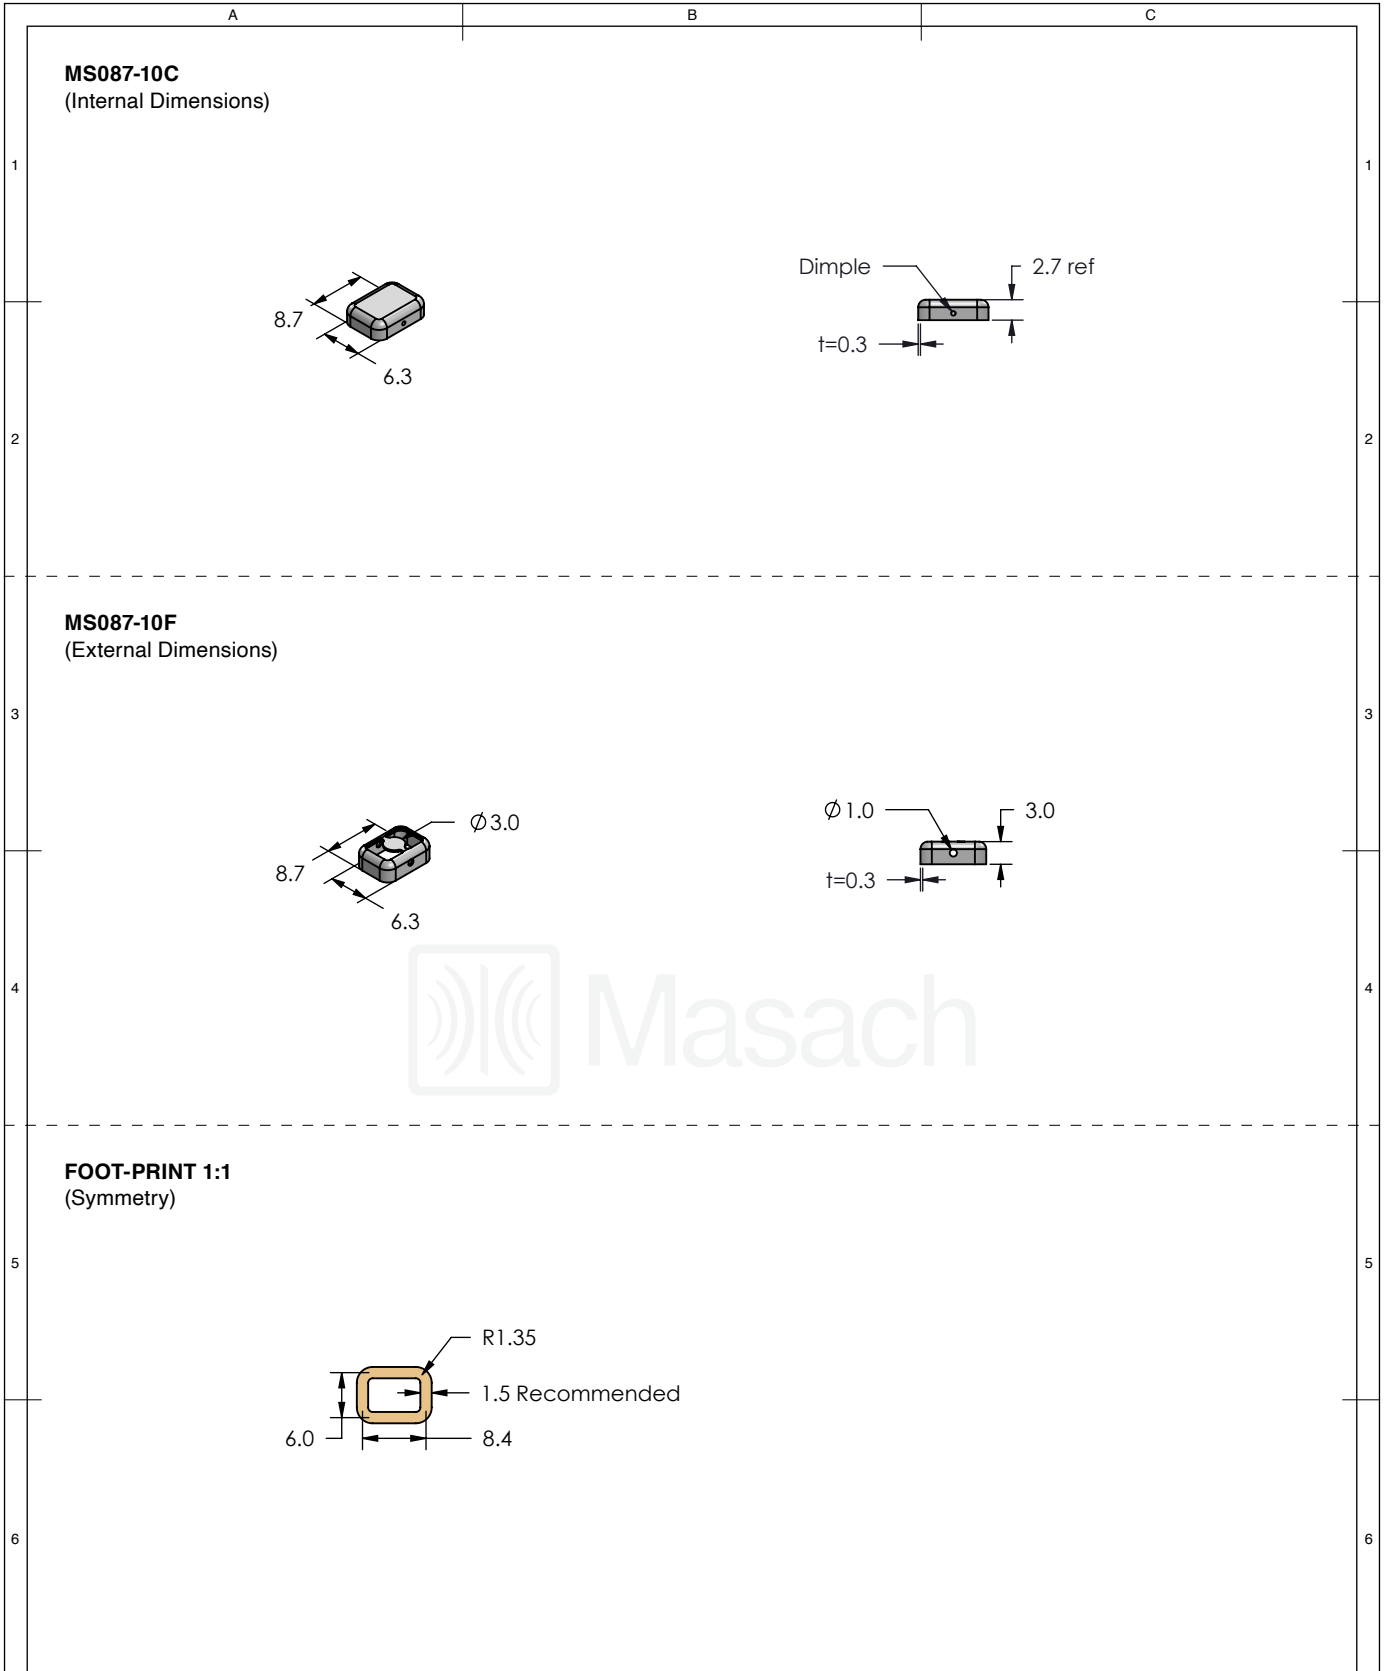 A B C
MS087-10C
(Internal Dimensions)
1 1
Dimple 2.7 ref
8.7
t=0.3
6.3
2 2
MS087-10F
(External Dimensions)
3 3
Ø1.0 3.0
Ø3.0
8.7
t=0.3
6.3
4 4
Masach
FOOT-PRINT 1:1
(Symmetry)
5 5
R1.35
1.5 Recommended
6.0 8.4
6 6